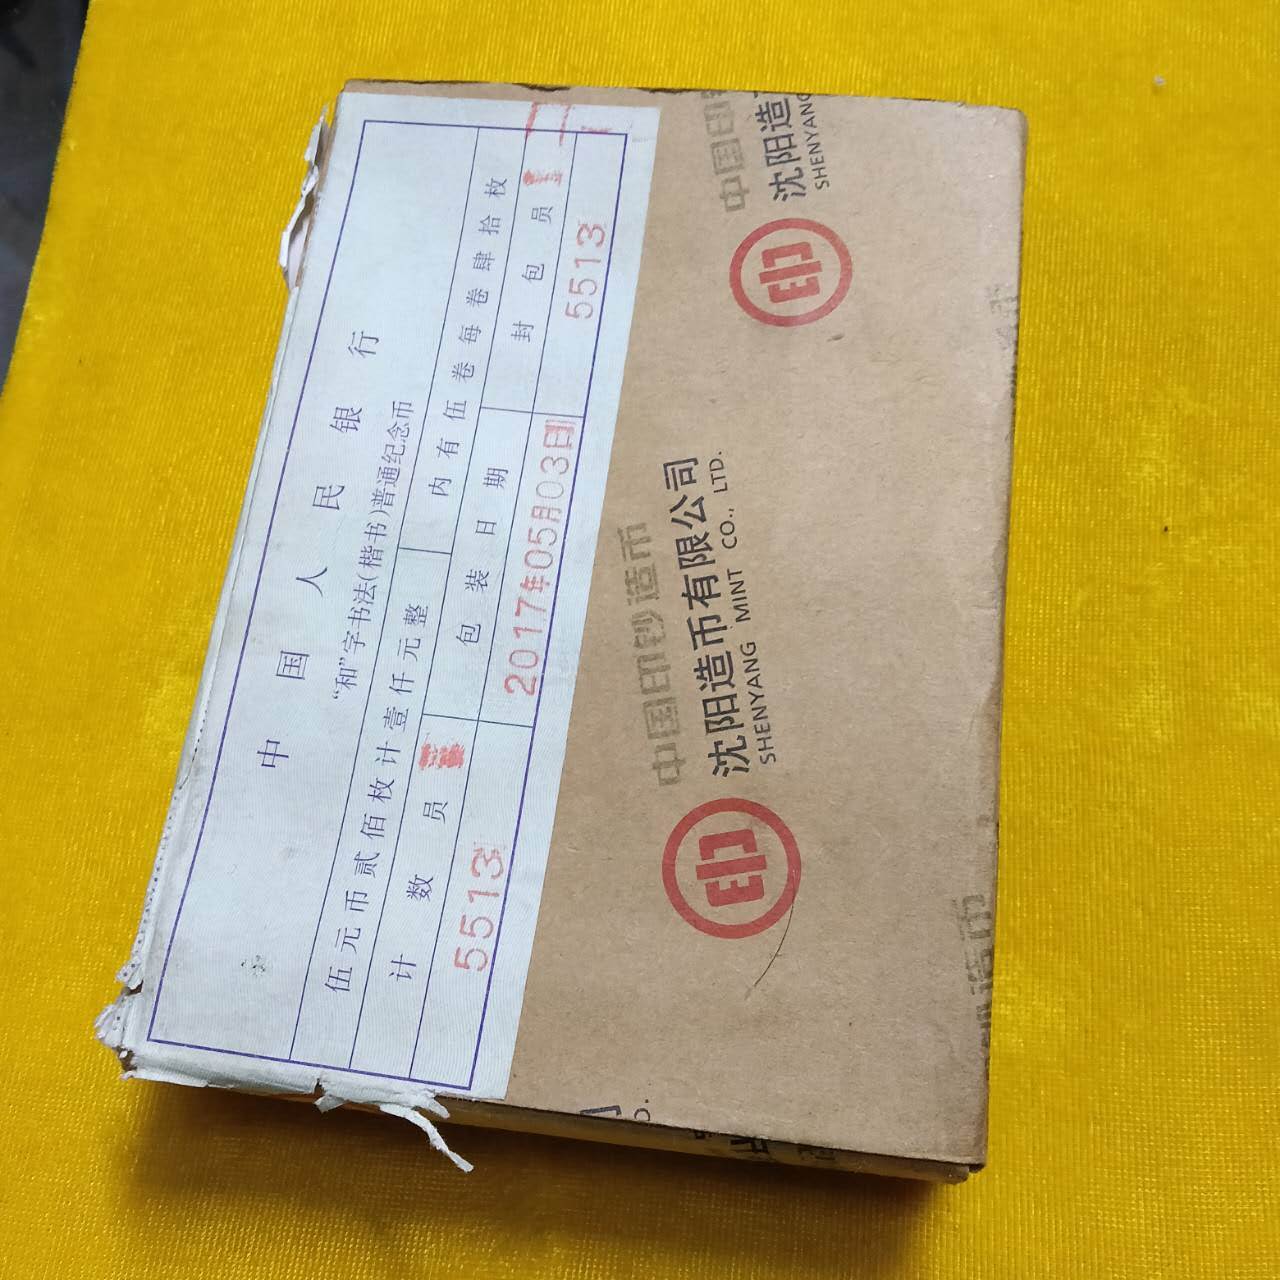 中国人民银行
“和”字书法(楷书)普通纪念币
伍元币贰佰枚计壹仟元整
内有伍卷每卷肆拾枚
计数员
包装日期
封包员
5513
2017年05月03日
5513
中国印钞造币
沈阳造币有限公司
SHENYANG MINT CO., LTD.
中国印
沈阳造
SHENYANG
造币